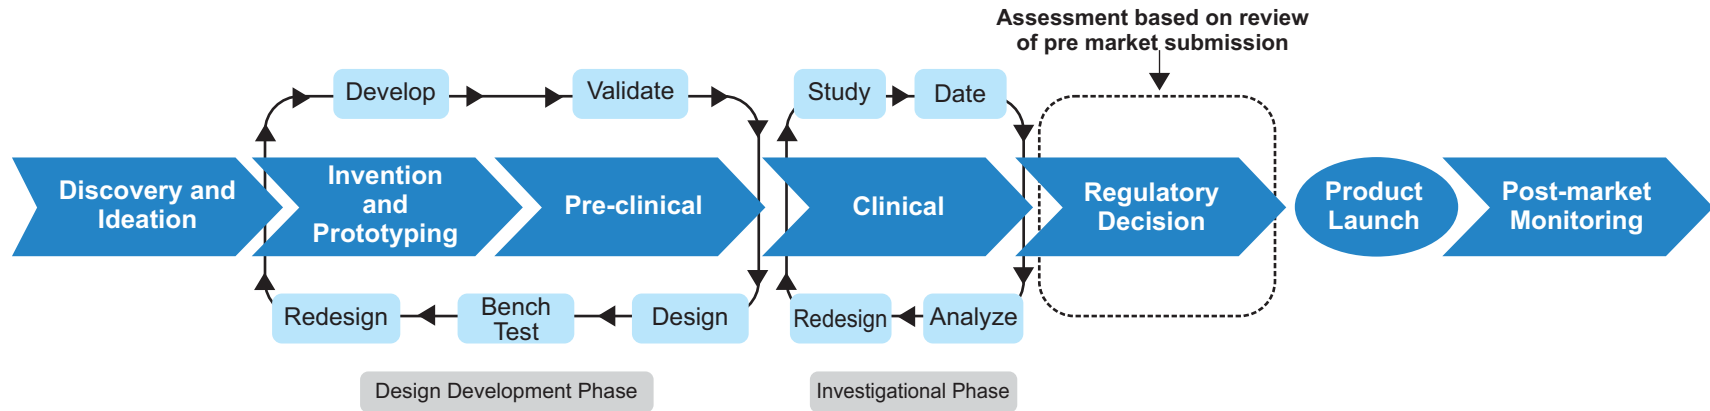 Assessment based on review
of pre market submission
Develop
Validate
Study
Date
Discovery and
Ideation
Invention
and
Prototyping
Pre-clinical
Clinical
Regulatory
Decision
Product
Launch
Post-market
Monitoring
Redesign
Bench
Test
Design
Redesign
Analyze
Design Development Phase
Investigational Phase